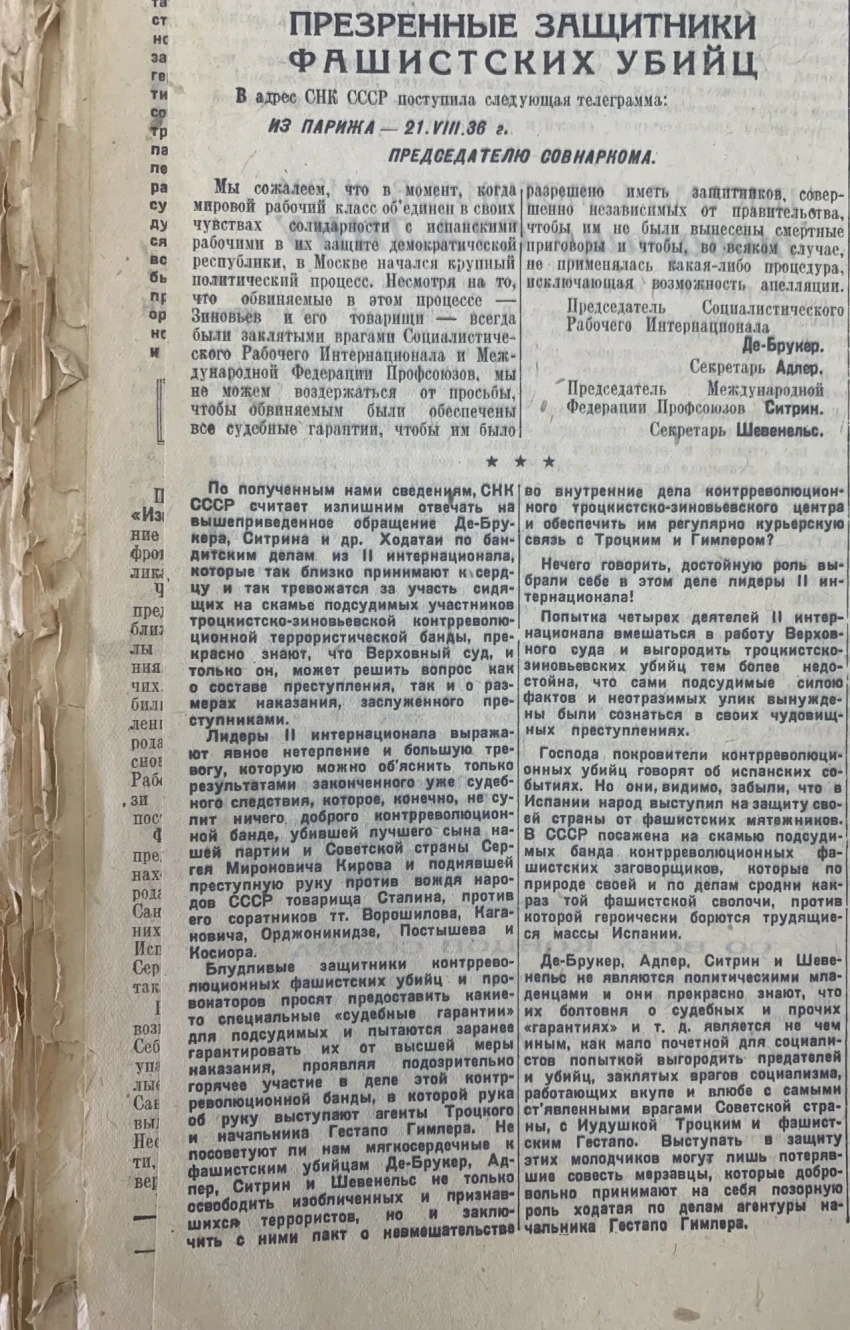 ПРЕЗРЕННЫЕ ЗАЩИТНИКИ
ФАШИСТСКИХ УБИЙЦ
В адрес СНК СССР поступила следующая телеграмма:
ИЗ ПАРИЖА — 21.VIII.36 г.
ПРЕДСЕДАТЕЛЮ СОВНАРКОМА.
Мы сожалеем, что в момент, когда
мировой рабочий класс об'единен в своих
чувствах солидарности с испанскими
рабочими в их защите демократической
республики, в Москве начался крупный
политический процесс. Несмотря на то,
что обвиняемые в этом процессе —
Зиновьев и его товарищи — всегда
были заклятыми врагами Социалистиче-
ского Рабочего Интернационала и Меж-
дународной Федерации Профсоюзов, мы
не можем воздержаться от просьбы,
чтобы обвиняемым были обеспечены
все судебные гарантии, чтобы им было
разрешено иметь защитников, совер-
шенно независимых от правительства,
чтобы им не были вынесены смертные
приговоры и чтобы, во всяком случае,
не применялась какая-либо процедура,
исключающая возможность апелляции.
Председатель Социалистического
Рабочего Интернационала
Де-Брукер.
Секретарь Адлер.
Председатель Международной
Федерации Профсоюзов Ситрин.
Секретарь Шевенельс.
★ ★ ★
По полученным нами сведениям, СНК
СССР считает излишним отвечать на
вышеприведенное обращение Де-Бру-
кера, Ситрина и др. Ходатаи по бан-
дитским делам из II интернационала,
которые так близко принимают к серд-
цу и так тревожатся за участь сидя-
щих на скамье подсудимых участников
троцкистско-зиновьевской контрреволю-
ционной террористической банды, пре-
красно знают, что Верховный суд, и
только он, может решить вопрос как
о составе преступления, так и о раз-
мерах наказания, заслуженного пре-
ступниками.
Лидеры II интернационала выража-
ют явное нетерпение и большую тре-
вогу, которую можно об'яснить только
результатами законченного уже судеб-
ного следствия, которое, конечно, не су-
лит ничего доброго контрреволюцион-
ной банде, убившей лучшего сына на-
шей партии и Советской страны Сер-
гея Мироновича Кирова и поднявшей
преступную руку против вождя наро-
дов СССР товарища Сталина, против
его соратников тт. Ворошилова, Кага-
новича, Орджоникидзе, Постышева и
Косиора.
Блудливые защитники контррево-
люционных фашистских убийц и про-
вокаторов просят предоставить какие-
то специальные «судебные гарантии»
для подсудимых и пытаются заранее
гарантировать их от высшей меры
наказания, проявляя подозрительно
горячее участие в деле этой контр-
революционной банды, в которой рука
об руку выступают агенты Троцкого
и начальника Гестапо Гимлера. Не
посоветуют ли нам мягкосердечные к
фашистским убийцам Де-Брукер, Ад-
лер, Ситрин и Шевенельс не только
освободить изобличенных и признав-
шихся террористов, но и заклю-
чить с ними пакт о невмешательстве
во внутренние дела контрреволюцион-
ного троцкистско-зиновьевского центра
и обеспечить им регулярно курьерскую
связь с Троцким и Гимлером?
Нечего говорить, достойную роль вы-
брали себе в этом деле лидеры II ин-
тернационала!
Попытка четырех деятелей II интер-
национала вмешаться в работу Верхов-
ного суда и выгородить троцкистско-
зиновьевских убийц тем более недо-
стойна, что сами подсудимые силою
фактов и неотразимых улик вынужде-
ны были сознаться в своих чудовищ-
ных преступлениях.
Господа покровители контрреволюци-
онных убийц говорят об испанских со-
бытиях. Но они, видимо, забыли, что в
Испании народ выступил на защиту сво-
ей страны от фашистских мятежников.
В СССР посажена на скамью подсуди-
мых банда контрреволюционных фа-
шистских заговорщиков, которые по
природе своей и по делам сродни как-
раз той фашистской сволочи, против
которой героически борются трудящие-
ся массы Испании.
Де-Брукер, Адлер, Ситрин и Шеве-
нельс не являются политическими мла-
денцами и они прекрасно знают, что
их болтовня о судебных и прочих
«гарантиях» и т. д. является не чем
иным, как мало почетной для социали-
стов попыткой выгородить предателей
и убийц, заклятых врагов социализма,
работающих вкупе и влюбе с самыми
от'явленными врагами Советской стра-
ны, с Иудушкой Троцким и фашист-
ским Гестапо. Выступать в защиту
этих молодчиков могут лишь потеряв-
шие совесть мерзавцы, которые добро-
вольно принимают на себя позорную
роль ходатая по делам агентуры на-
чальника Гестапо Гимлера.